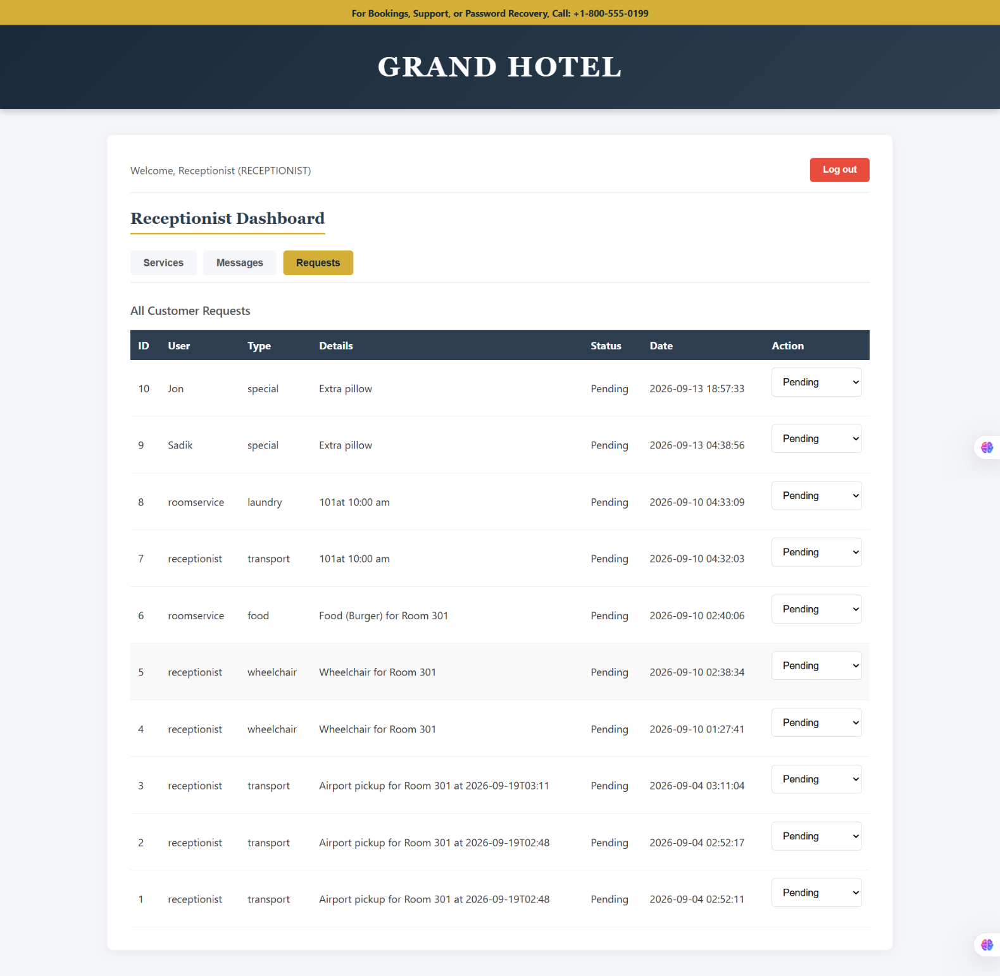 For Bookings, Support, or Password Recovery, Call: +1-800-555-0199
GRAND HOTEL
Welcome, Receptionist (RECEPTIONIST)
Log out
Receptionist Dashboard
Services Messages Requests
All Customer Requests
ID User Type Details Status Date Action
10 Jon special Extra pillow Pending 2026-09-13 18:57:33 Pending
9 Sadik special Extra pillow Pending 2026-09-13 04:38:56 Pending
8 roomservice laundry 101at 10:00 am Pending 2026-09-10 04:33:09 Pending
7 receptionist transport 101at 10:00 am Pending 2026-09-10 04:32:03 Pending
6 roomservice food Food (Burger) for Room 301 Pending 2026-09-10 02:40:06 Pending
5 receptionist wheelchair Wheelchair for Room 301 Pending 2026-09-10 02:38:34 Pending
4 receptionist wheelchair Wheelchair for Room 301 Pending 2026-09-10 01:27:41 Pending
3 receptionist transport Airport pickup for Room 301 at 2026-09-19T03:11 Pending 2026-09-04 03:11:04 Pending
2 receptionist transport Airport pickup for Room 301 at 2026-09-19T02:48 Pending 2026-09-04 02:52:17 Pending
1 receptionist transport Airport pickup for Room 301 at 2026-09-19T02:48 Pending 2026-09-04 02:52:11 Pending